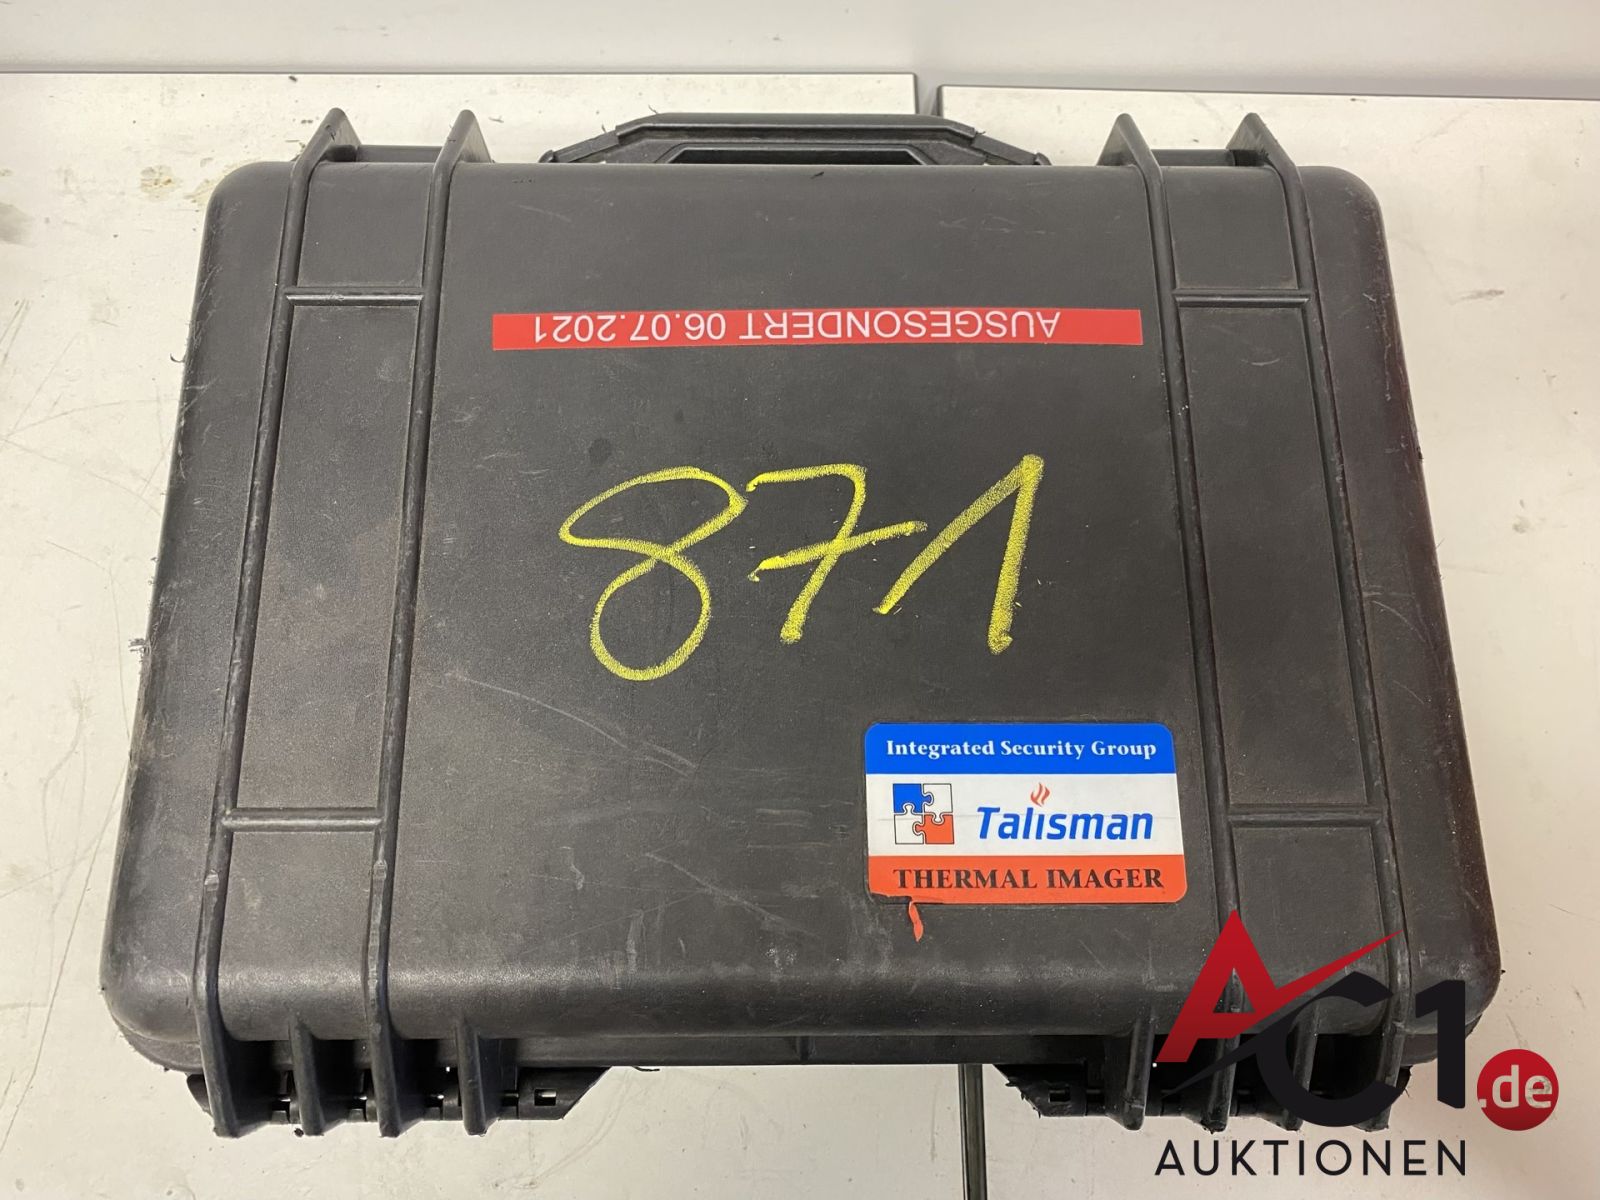 AUSGESONDERT 06.07.2021
871
Integrated Security Group
Talisman
THERMAL IMAGER
AC1.de
AUKTIONEN